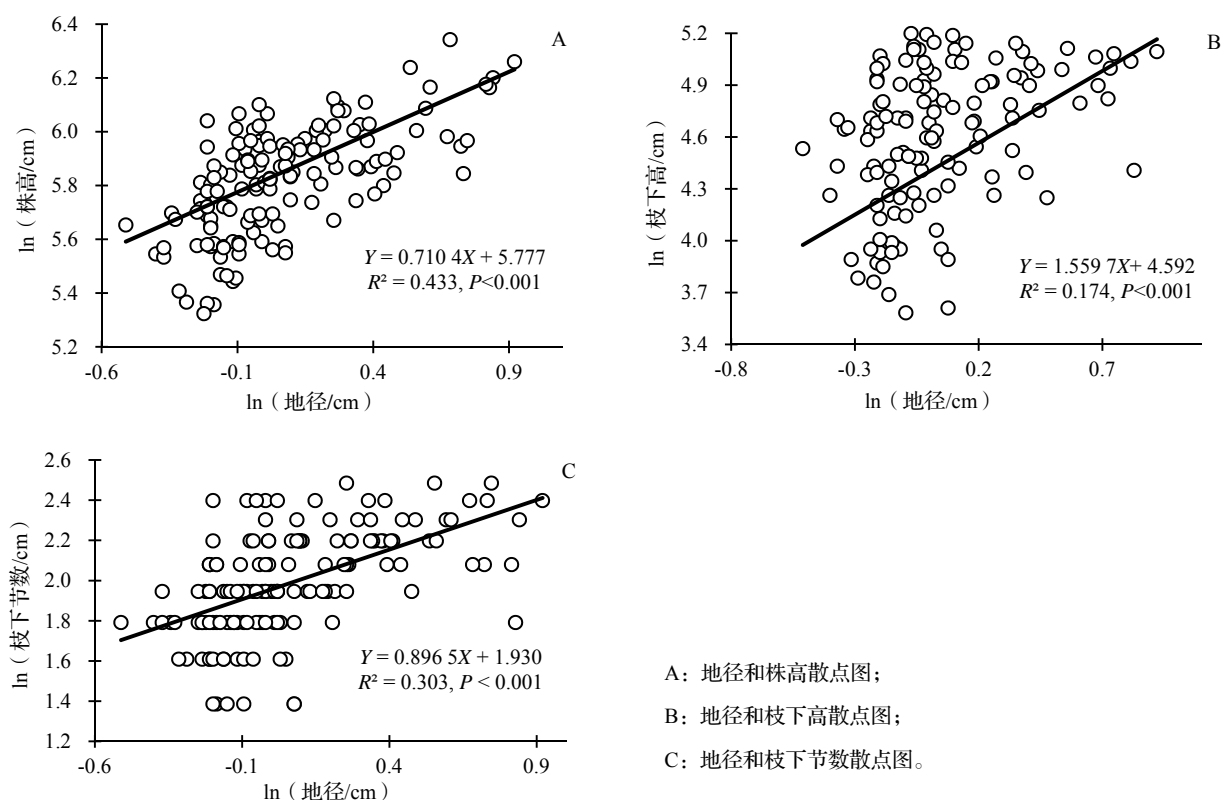 A
6.4
6.2
6.0
5.8
5.6
5.4
5.2
ln（株高/cm）
Y = 0.710 4X + 5.777
R² = 0.433, P<0.001
-0.6
-0.1
0.4
0.9
ln（地径/cm）
B
5.2
4.9
4.6
4.3
4.0
3.7
3.4
ln（枝下高/cm）
Y = 1.559 7X+ 4.592
R² = 0.174, P<0.001
-0.8
-0.3
0.2
0.7
ln（地径/cm）
C
2.6
2.4
2.2
2.0
1.8
1.6
1.4
1.2
ln（枝下节数/cm）
Y = 0.896 5X + 1.930
R² = 0.303, P < 0.001
-0.6
-0.1
0.4
0.9
ln（地径/cm）
A：地径和株高散点图；
B：地径和枝下高散点图；
C：地径和枝下节数散点图。